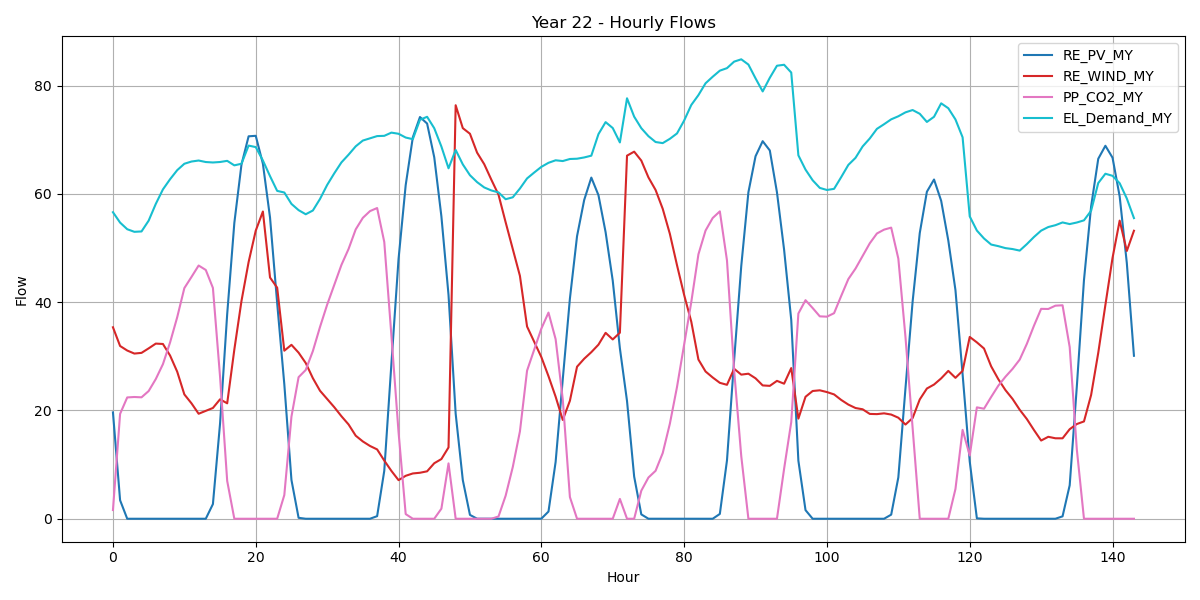 Year 22 - Hourly Flows
RE_PV_MY
RE_WIND_MY
PP_CO2_MY
EL_Demand_MY
Flow
80
60
40
20
0
0 20 40 60 80 100 120 140
Hour